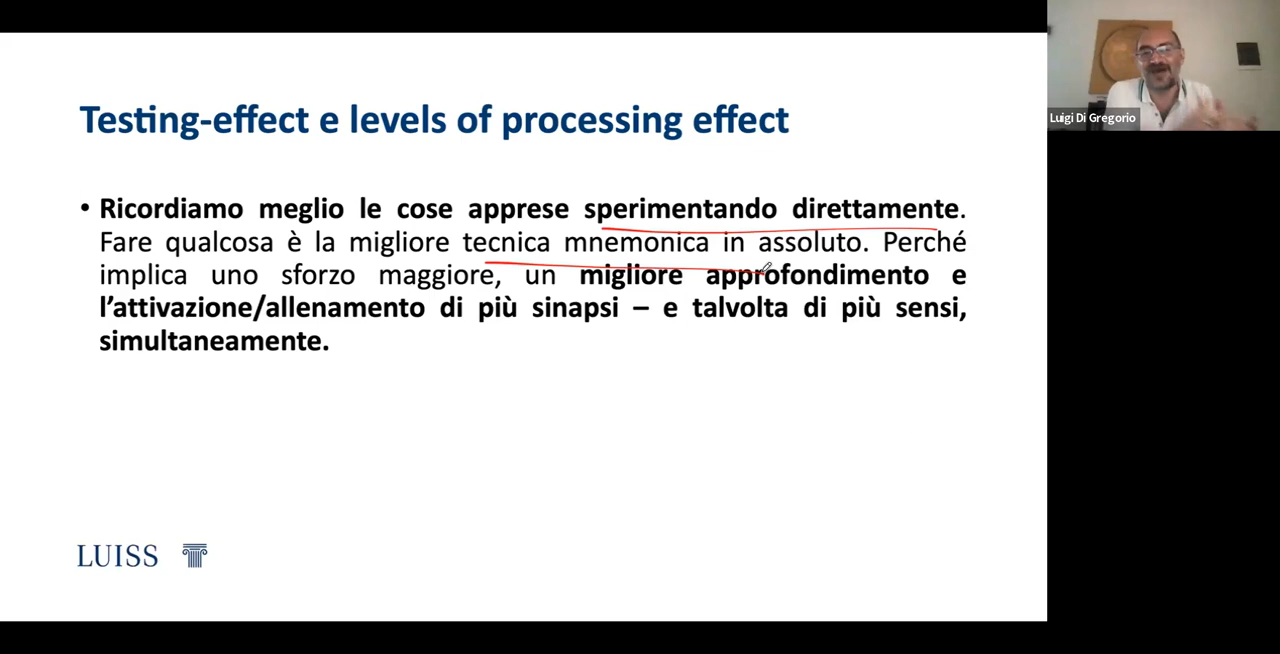 Testing-effect e levels of processing effect
• Ricordiamo meglio le cose apprese sperimentando direttamente.
Fare qualcosa è la migliore tecnica mnemonica in assoluto. Perché
implica uno sforzo maggiore, un migliore approfondimento e
l’attivazione/allenamento di più sinapsi – e talvolta di più sensi,
simultaneamente.
LUISS
Luigi Di Gregorio